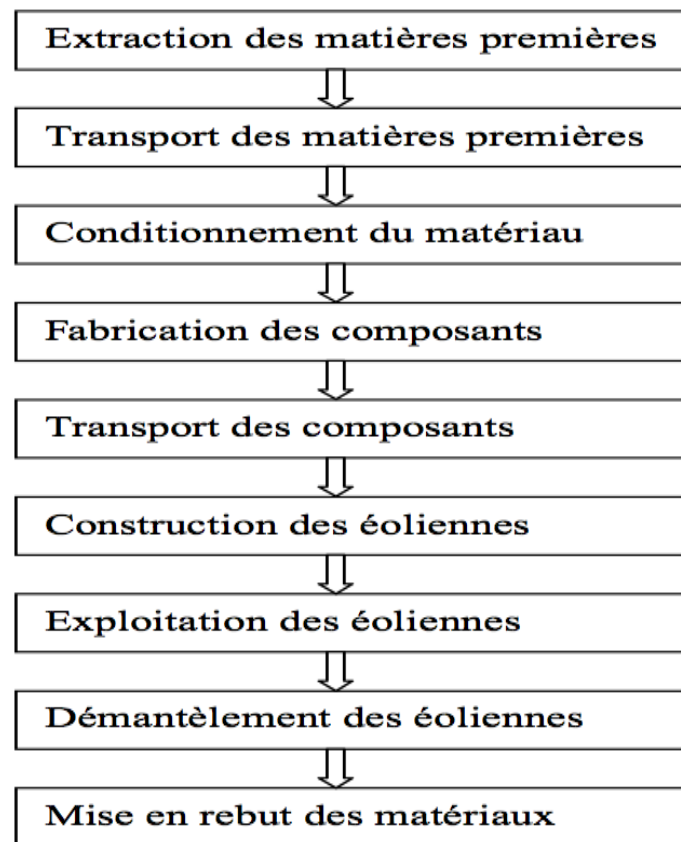 Extraction des matières premières
Transport des matières premières
Conditionnement du matériau
Fabrication des composants
Transport des composants
Construction des éoliennes
Exploitation des éoliennes
Démantèlement des éoliennes
Mise en rebut des matériaux